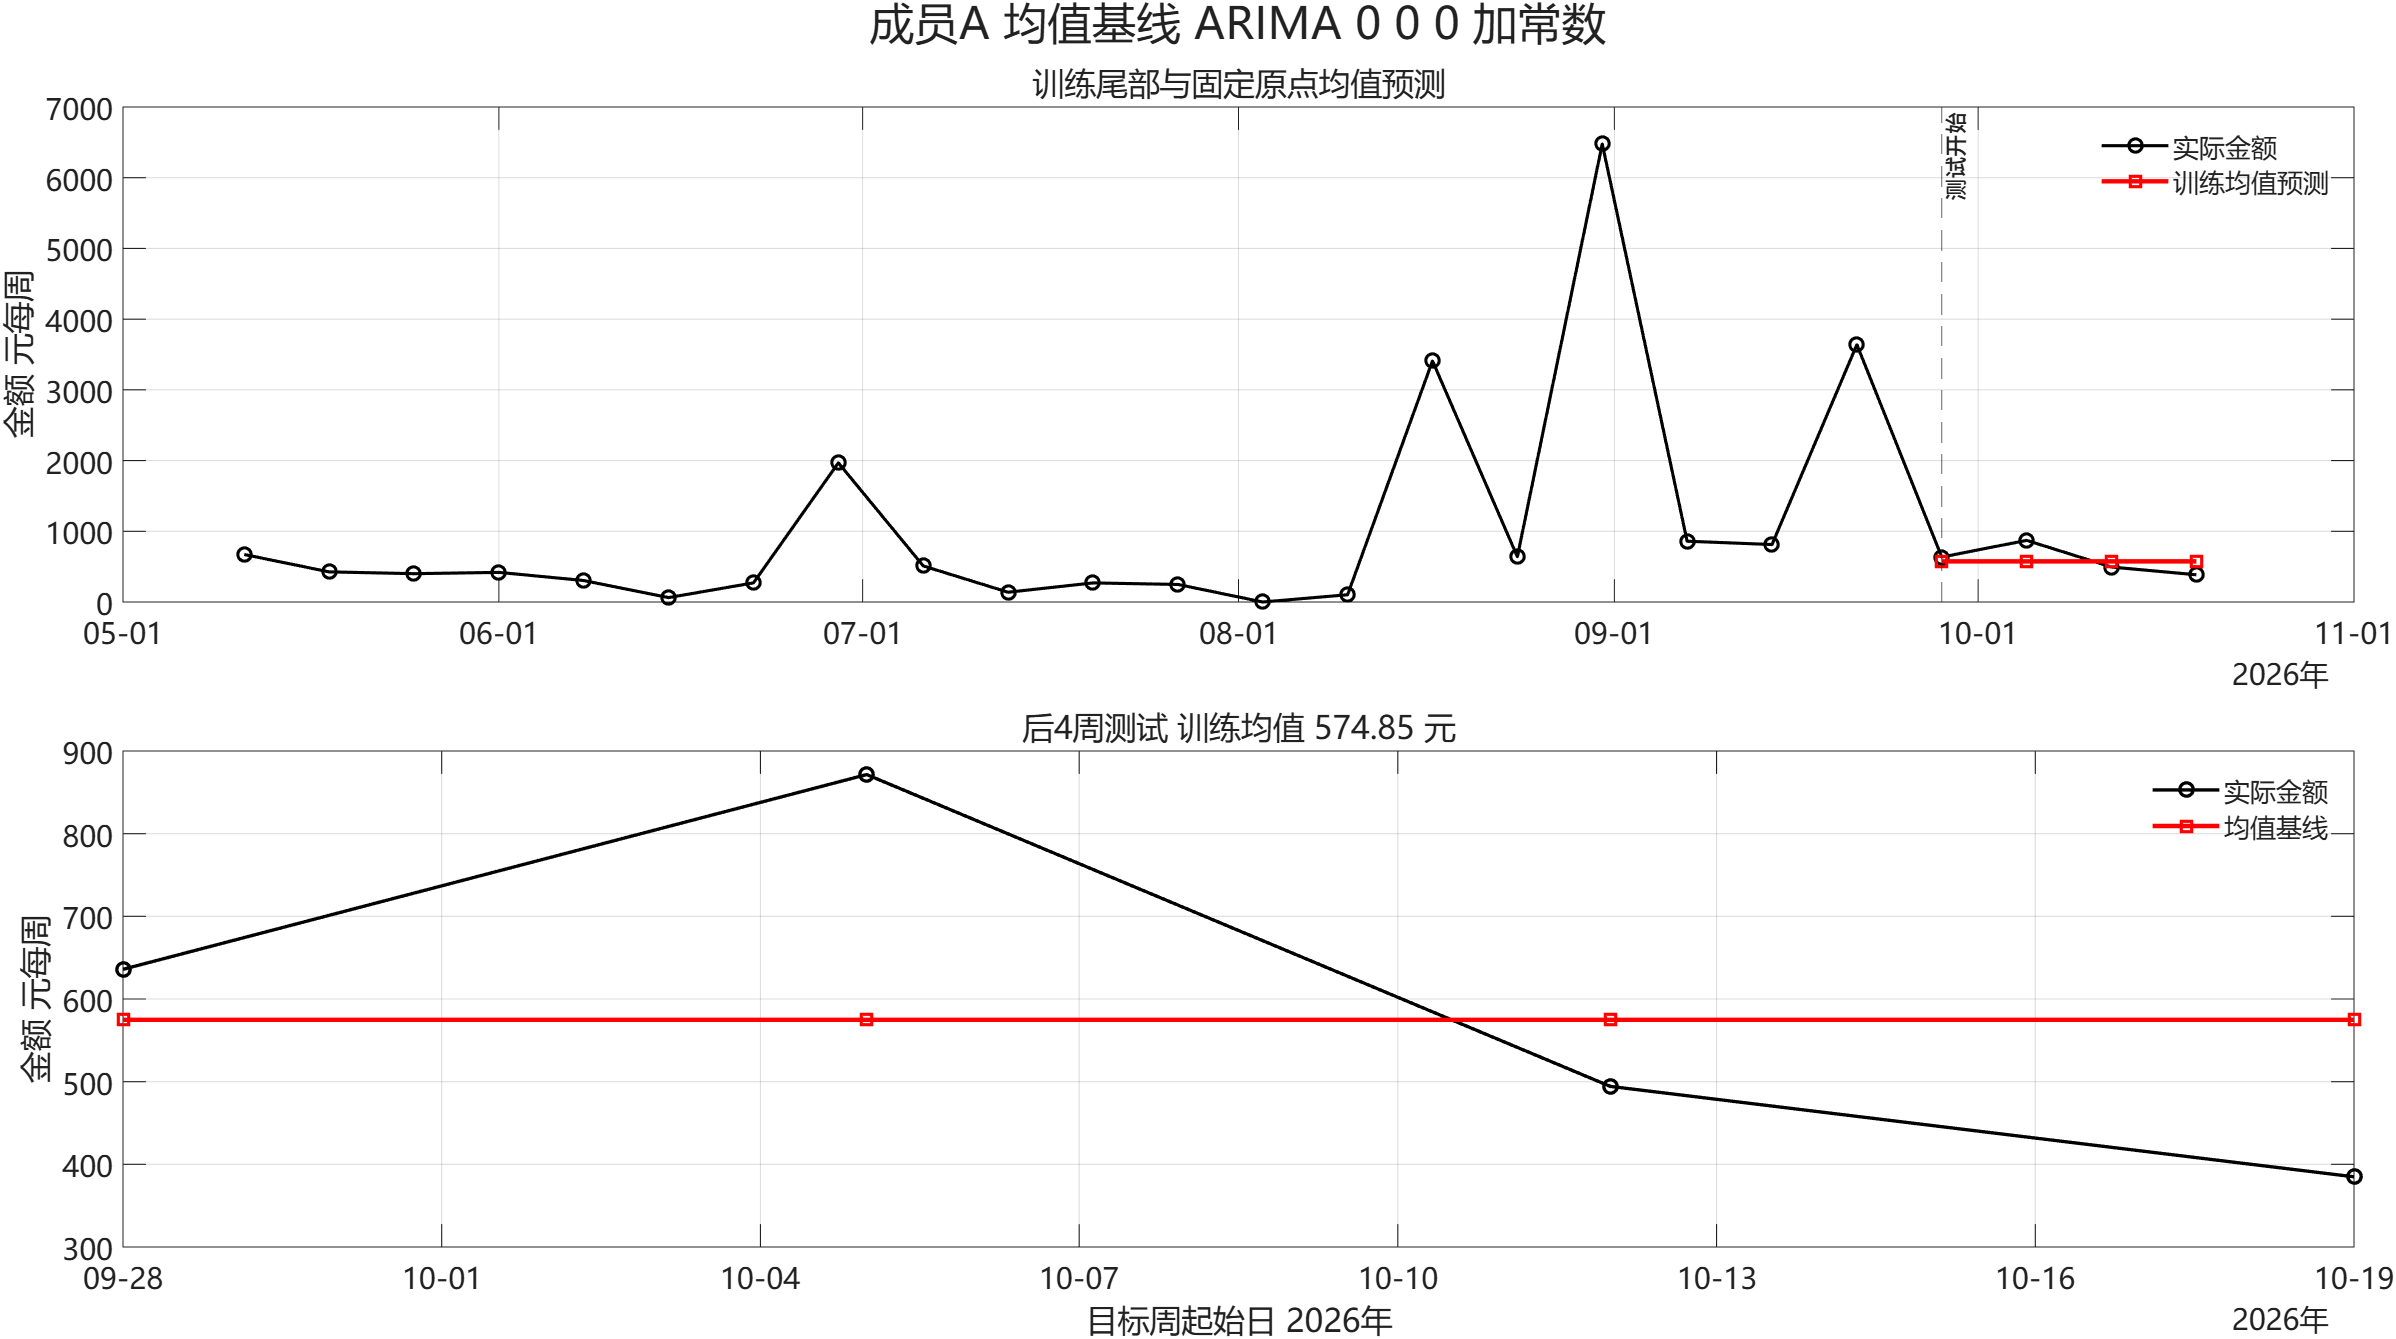 成员A 均值基线 ARIMA 0 0 0 加常数
训练尾部与固定原点均值预测
金额 元每周
7000
6000
5000
4000
3000
2000
1000
0
测试开始
实际金额
训练均值预测
05-01 06-01 07-01 08-01 09-01 10-01 11-01
2026年
后4周测试 训练均值 574.85 元
金额 元每周
900
800
700
600
500
400
300
实际金额
均值基线
09-28 10-01 10-04 10-07 10-10 10-13 10-16 10-19
目标周起始日 2026年
2026年